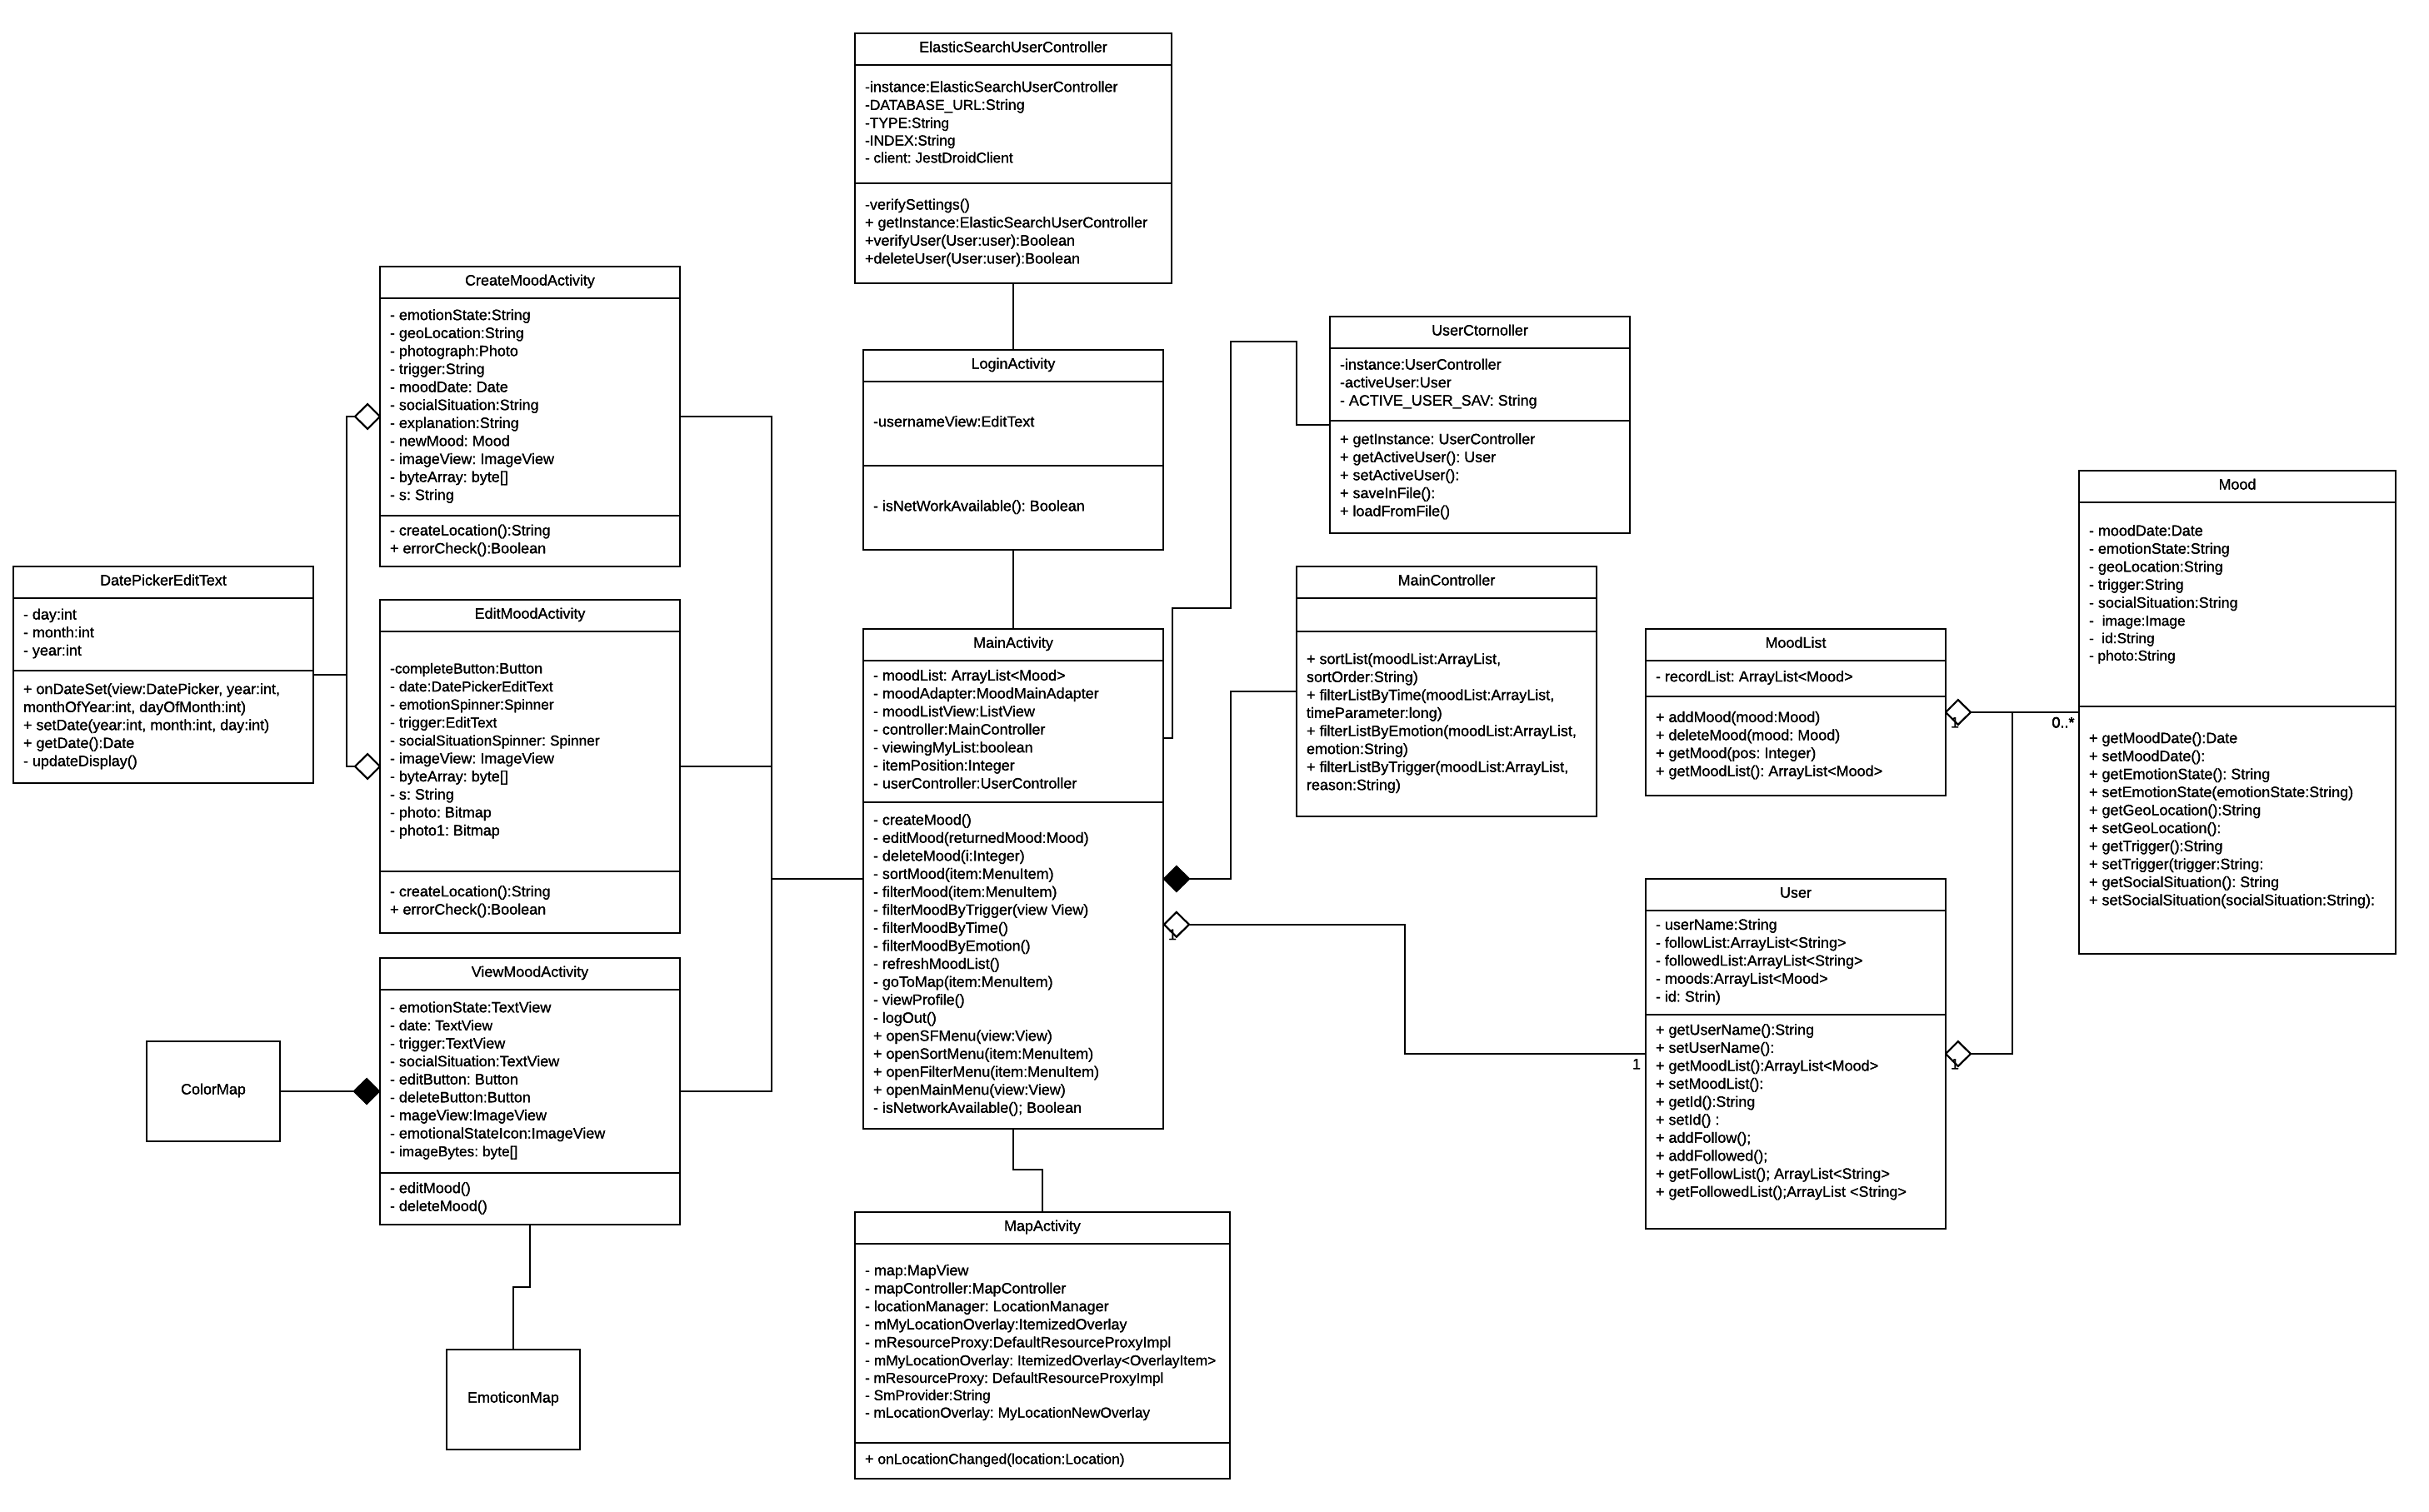 ElasticSearchUserController
-instance:ElasticSearchUserController
-DATABASE_URL:String
-TYPE:String
-INDEX:String
- client: JestDroidClient
-verifySettings()
+ getInstance:ElasticSearchUserController
+verifyUser(User:user):Boolean
+deleteUser(User:user):Boolean
CreateMoodActivity
- emotionState:String
- geoLocation:String
- photograph:Photo
- trigger:String
- moodDate: Date
- socialSituation:String
- explanation:String
- newMood: Mood
- imageView: ImageView
- byteArray: byte[]
- s: String
- createLocation():String
+ errorCheck():Boolean
LoginActivity
-usernameView:EditText
- isNetWorkAvailable(): Boolean
UserCtornoller
-instance:UserController
-activeUser:User
- ACTIVE_USER_SAV: String
+ getInstance: UserController
+ getActiveUser(): User
+ setActiveUser():
+ saveInFile():
+ loadFromFile()
DatePickerEditText
- day:int
- month:int
- year:int
+ onDateSet(view:DatePicker, year:int,
monthOfYear:int, dayOfMonth:int)
+ setDate(year:int, month:int, day:int)
+ getDate():Date
- updateDisplay()
EditMoodActivity
-completeButton:Button
- date:DatePickerEditText
- emotionSpinner:Spinner
- trigger:EditText
- socialSituationSpinner: Spinner
- imageView: ImageView
- byteArray: byte[]
- s: String
- photo: Bitmap
- photo1: Bitmap
- createLocation():String
+ errorCheck():Boolean
MainActivity
- moodList: ArrayList<Mood>
- moodAdapter:MoodMainAdapter
- moodListView:ListView
- controller:MainController
- viewingMyList:boolean
- itemPosition:Integer
- userController:UserController
- createMood()
- editMood(returnedMood:Mood)
- deleteMood(i:Integer)
- sortMood(item:MenuItem)
- filterMood(item:MenuItem)
- filterMoodByTrigger(view View)
- filterMoodByTime()
- filterMoodByEmotion()
- refreshMoodList()
- goToMap(item:MenuItem)
- viewProfile()
- logOut()
+ openSFMenu(view:View)
+ openSortMenu(item:MenuItem)
+ openFilterMenu(item:MenuItem)
+ openMainMenu(view:View)
- isNetworkAvailable(); Boolean
1
1
MainController
+ sortList(moodList:ArrayList,
sortOrder:String)
+ filterListByTime(moodList:ArrayList,
timeParameter:long)
+ filterListByEmotion(moodList:ArrayList,
emotion:String)
+ filterListByTrigger(moodList:ArrayList,
reason:String)
MoodList
- recordList: ArrayList<Mood>
+ addMood(mood:Mood)
+ deleteMood(mood: Mood)
+ getMood(pos: Integer)
+ getMoodList(): ArrayList<Mood>
1
0..*
Mood
- moodDate:Date
- emotionState:String
- geoLocation:String
- trigger:String
- socialSituation:String
-  image:Image
-  id:String
- photo:String
+ getMoodDate():Date
+ setMoodDate():
+ getEmotionState(): String
+ setEmotionState(emotionState:String)
+ getGeoLocation():String
+ setGeoLocation():
+ getTrigger():String
+ setTrigger(trigger:String:
+ getSocialSituation(): String
+ setSocialSituation(socialSituation:String):
User
- userName:String
- followList:ArrayList<String>
- followedList:ArrayList<String>
- moods:ArrayList<Mood>
- id: Strin)
+ getUserName():String
+ setUserName():
+ getMoodList():ArrayList<Mood>
+ setMoodList():
+ getId():String
+ setId() :
+ addFollow();
+ addFollowed();
+ getFollowList(); ArrayList<String>
+ getFollowedList();ArrayList <String>
1
ViewMoodActivity
- emotionState:TextView
- date: TextView
- trigger:TextView
- socialSituation:TextView
- editButton: Button
- deleteButton:Button
- mageView:ImageView
- emotionalStateIcon:ImageView
- imageBytes: byte[]
- editMood()
- deleteMood()
ColorMap
EmoticonMap
MapActivity
- map:MapView
- mapController:MapController
- locationManager: LocationManager
- mMyLocationOverlay:ItemizedOverlay
- mResourceProxy:DefaultResourceProxyImpl
- mMyLocationOverlay: ItemizedOverlay<OverlayItem>
- mResourceProxy: DefaultResourceProxyImpl
- SmProvider:String
- mLocationOverlay: MyLocationNewOverlay
+ onLocationChanged(location:Location)